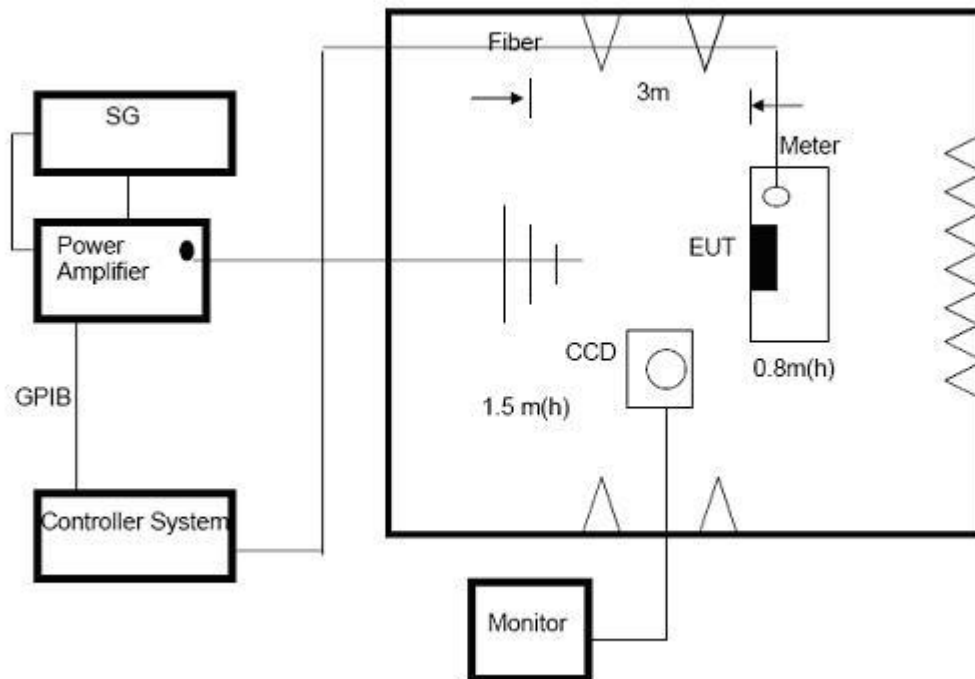 Fiber
3m
SG
Meter
Power
Amplifier
EUT
CCD
0.8m(h)
GPIB
1.5 m(h)
Controller System
Monitor